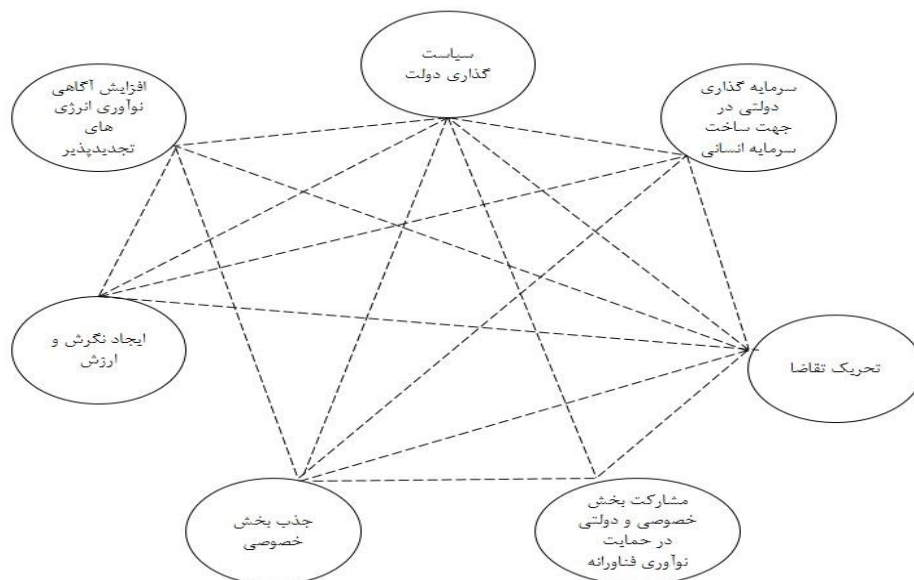 سیاست
گذاری دولت
سرمایه گذاری
دولتی در
جهت ساخت
سرمایه انسانی
افزایش آگاهی
نوآوری انرژی
های
تجدیدپذیر
ایجاد نگرش و
ارزش
تحریک تقاضا
مشارکت بخش
خصوصی و دولتی
در حمایت
نوآوری فناورانه
جذب بخش
خصوصی